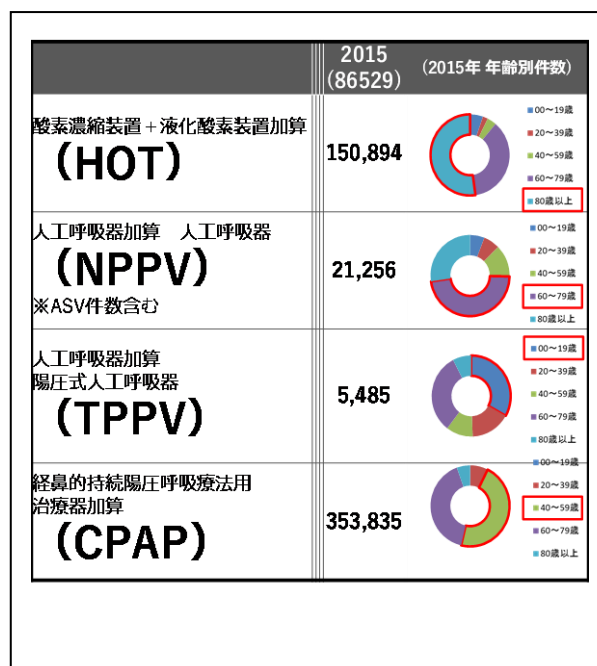 2015
(86529)
(2015年 年齢別件数)
酸素濃縮装置+液化酸素装置加算
(HOT)
150,894
00~19歳
20~39歳
40~59歳
60~79歳
80歳以上
人工呼吸器加算 人工呼吸器
(NPPV)
※ASV件数含む
21,256
00~19歳
20~39歳
40~59歳
60~79歳
80歳以上
人工呼吸器加算
陽圧式人工呼吸器
(TPPV)
5,485
00~19歳
20~39歳
40~59歳
60~79歳
80歳以上
経鼻的持続陽圧呼吸療法用
治療器加算
(CPAP)
353,835
00~19歳
20~39歳
40~59歳
60~79歳
80歳以上